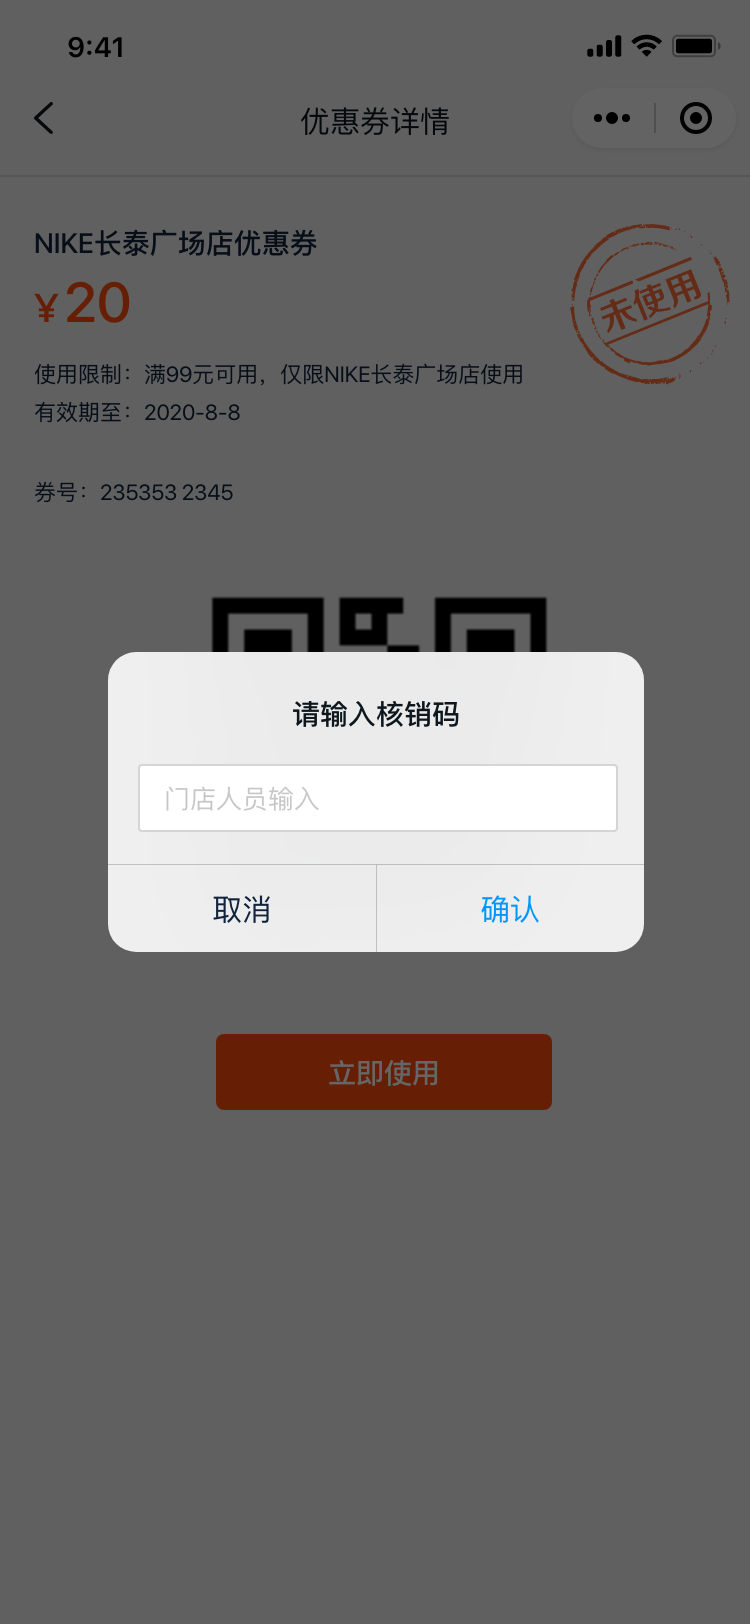 9:41
优惠券详情
NIKE长泰广场店优惠券
¥20
未使用
使用限制：满99元可用，仅限NIKE长泰广场店使用
有效期至：2020-8-8
券号：235353 2345
请输入核销码
门店人员输入
取消
确认
立即使用